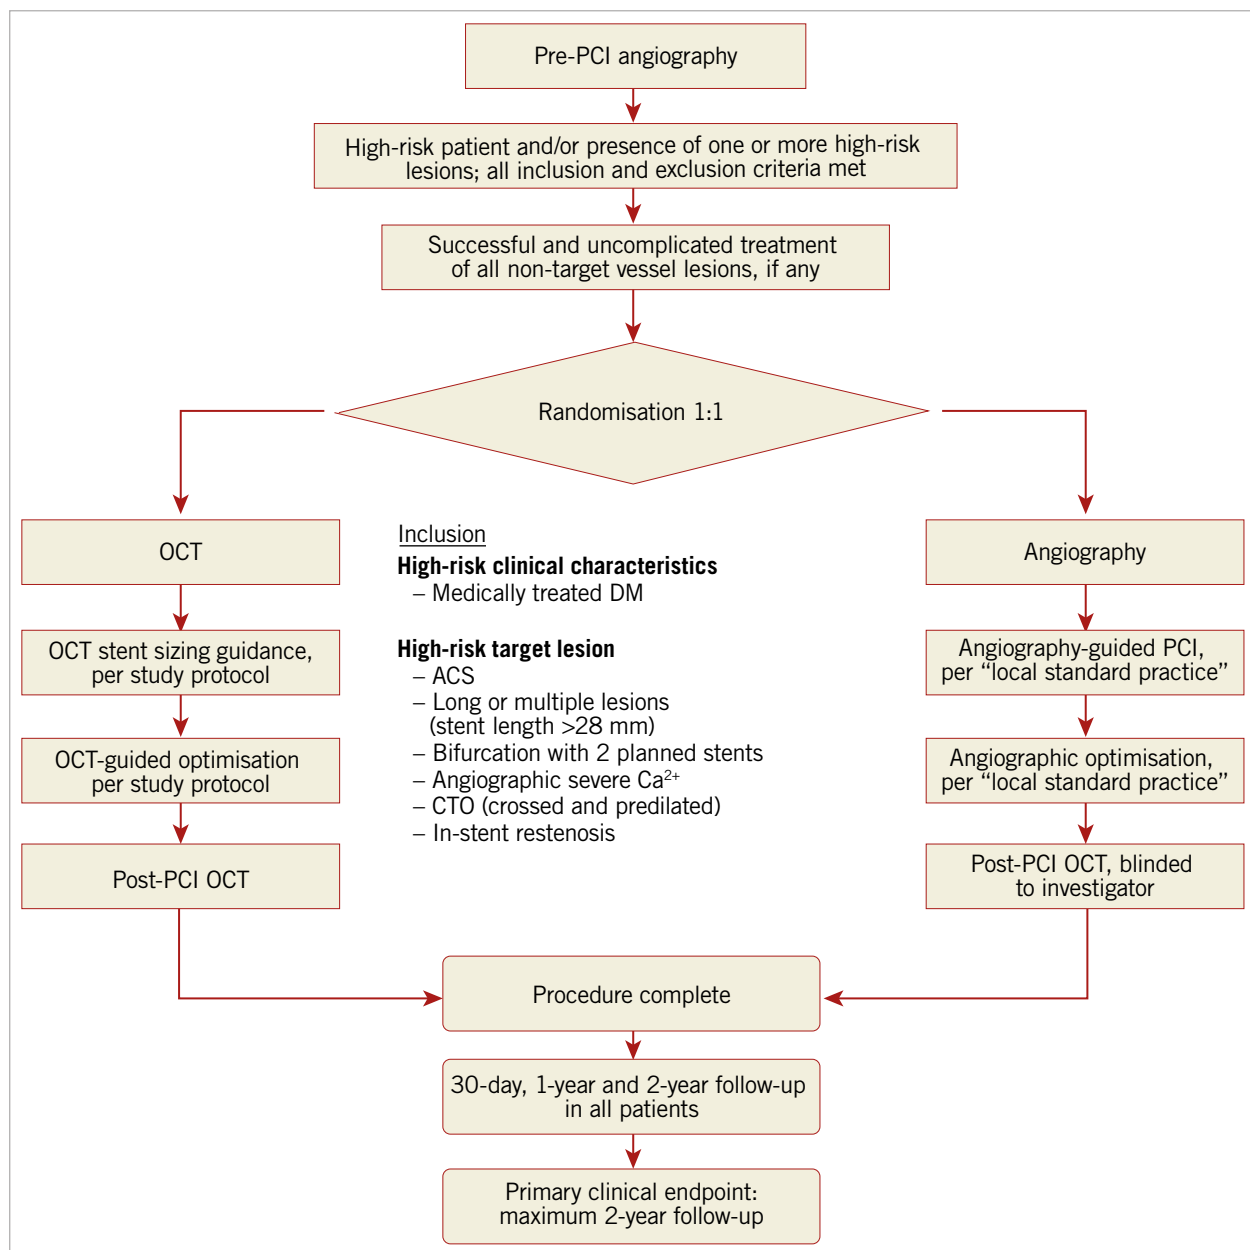 Pre-PCI angiography
High-risk patient and/or presence of one or more high-risk
lesions; all inclusion and exclusion criteria met
Successful and uncomplicated treatment
of all non-target vessel lesions, if any
Randomisation 1:1
OCT
OCT stent sizing guidance,
per study protocol
OCT-guided optimisation
per study protocol
Post-PCI OCT
Inclusion
High-risk clinical characteristics
– Medically treated DM
High-risk target lesion
– ACS
– Long or multiple lesions
(stent length >28 mm)
– Bifurcation with 2 planned stents
– Angiographic severe Ca²⁺
– CTO (crossed and predilated)
– In-stent restenosis
Angiography
Angiography-guided PCI,
per “local standard practice”
Angiographic optimisation,
per “local standard practice”
Post-PCI OCT, blinded
to investigator
Procedure complete
30-day, 1-year and 2-year follow-up
in all patients
Primary clinical endpoint:
maximum 2-year follow-up